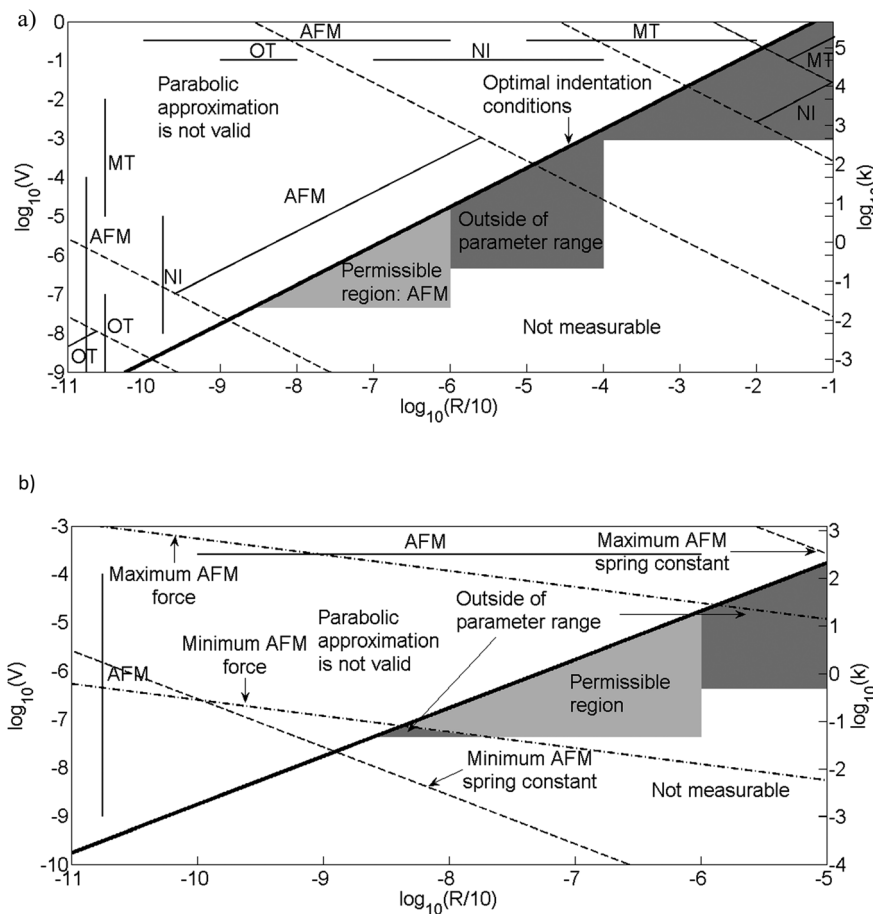 a)
AFM
MT
OT
NI
MT
Parabolic
approximation
is not valid
Optimal indentation
conditions
NI
MT
AFM
Outside of
parameter range
AFM
NI
Permissible
region: AFM
OT
Not measurable
OT
0
-1
-2
-3
-4
-5
-6
-7
-8
-9
log10(V)
5
4
3
2
1
0
-1
-2
-3
log10(k)
-11
-10
-9
-8
-7
-6
-5
-4
-3
-2
-1
log10(R/10)
b)
AFM
Maximum AFM
spring constant
Maximum AFM
force
Outside of
parameter range
Parabolic
approximation
is not valid
Minimum AFM
force
AFM
Permissible
region
Minimum AFM
spring constant
Not measurable
-3
-4
-5
-6
-7
-8
-9
-10
log10(V)
3
2
1
0
-1
-2
-3
-4
log10(k)
-11
-10
-9
-8
-7
-6
-5
log10(R/10)